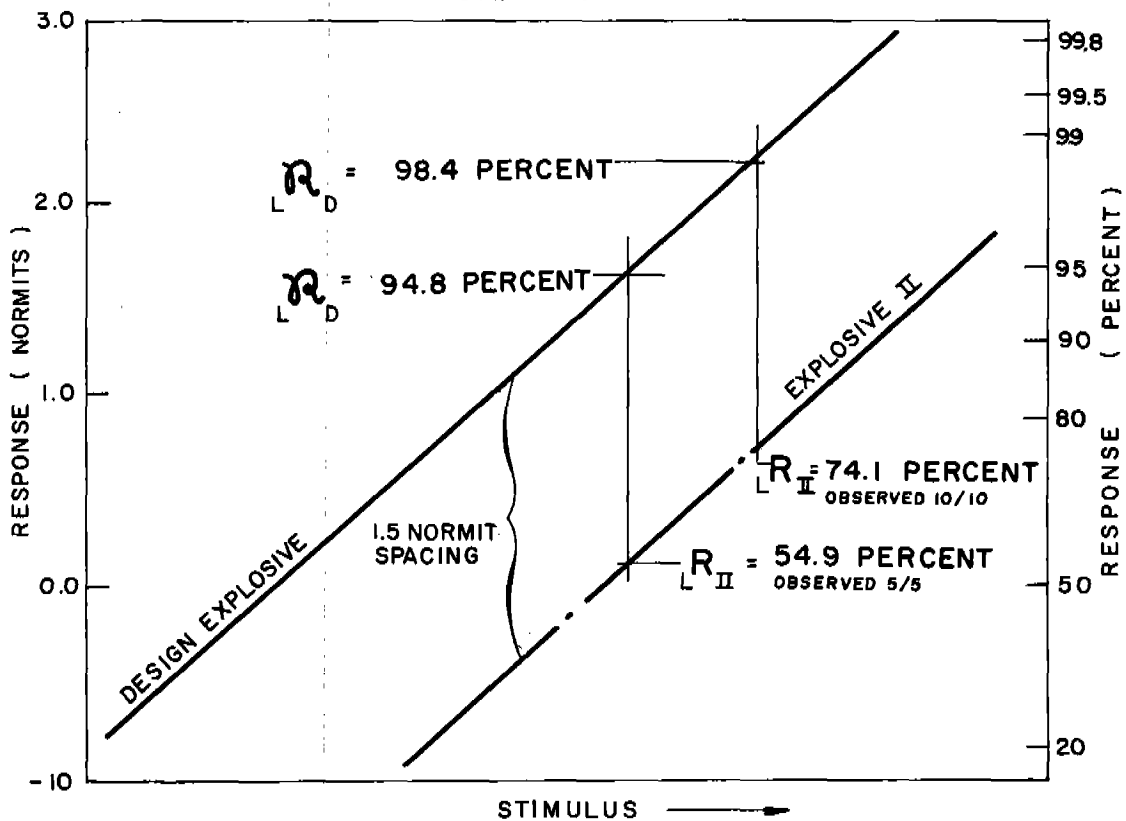 3.0
2.0
1.0
0.0
-10
RESPONSE ( NORMITS )
99.8
99.5
99
95
90
80
50
20
RESPONSE ( PERCENT )
LRD = 98.4 PERCENT
LRD = 94.8 PERCENT
EXPLOSIVE II
LRII = 74.1 PERCENT
OBSERVED 10/10
1.5 NORMIT
SPACING
LRII = 54.9 PERCENT
OBSERVED 5/5
DESIGN EXPLOSIVE
STIMULUS